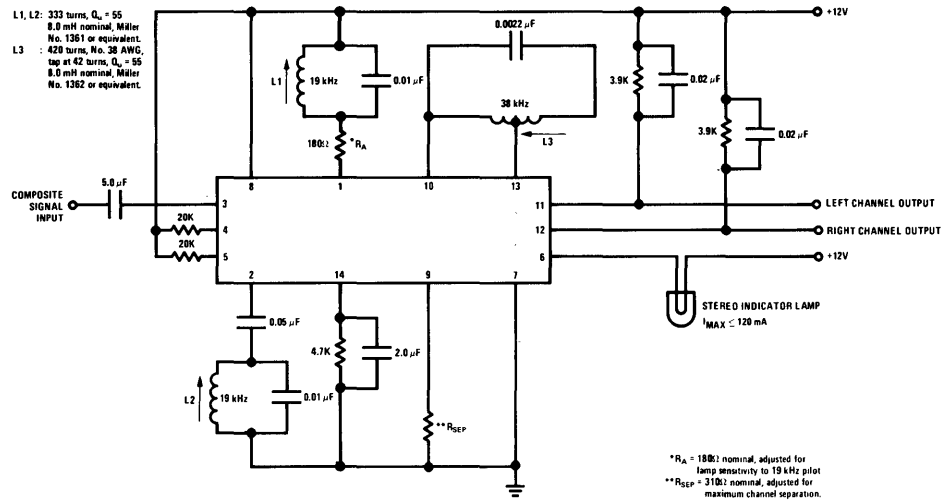 L1, L2: 333 turns, Qu = 55
8.0 mH nominal, Miller
No. 1361 or equivalent.
L3 : 420 turns, No. 38 AWG,
tap at 42 turns, Qu = 55
8.0 mH nominal, Miller
No. 1362 or equivalent.
+12V
0.0022 µF
L1
19 kHz
0.01 µF
3.9K
0.02 µF
38 kHz
180Ω
*RA
L3
3.9K
0.02 µF
5.0 µF
8
1
10
13
COMPOSITE
SIGNAL
INPUT
3
11
LEFT CHANNEL OUTPUT
20K
4
12
RIGHT CHANNEL OUTPUT
20K
5
6
+12V
2
14
9
7
STEREO INDICATOR LAMP
IMAX ≤ 120 mA
0.05 µF
4.7K
2.0 µF
L2
19 kHz
0.01 µF
**RSEP
*RA = 180Ω nominal, adjusted for
lamp sensitivity to 19 kHz pilot
**RSEP = 310Ω nominal, adjusted for
maximum channel separation.